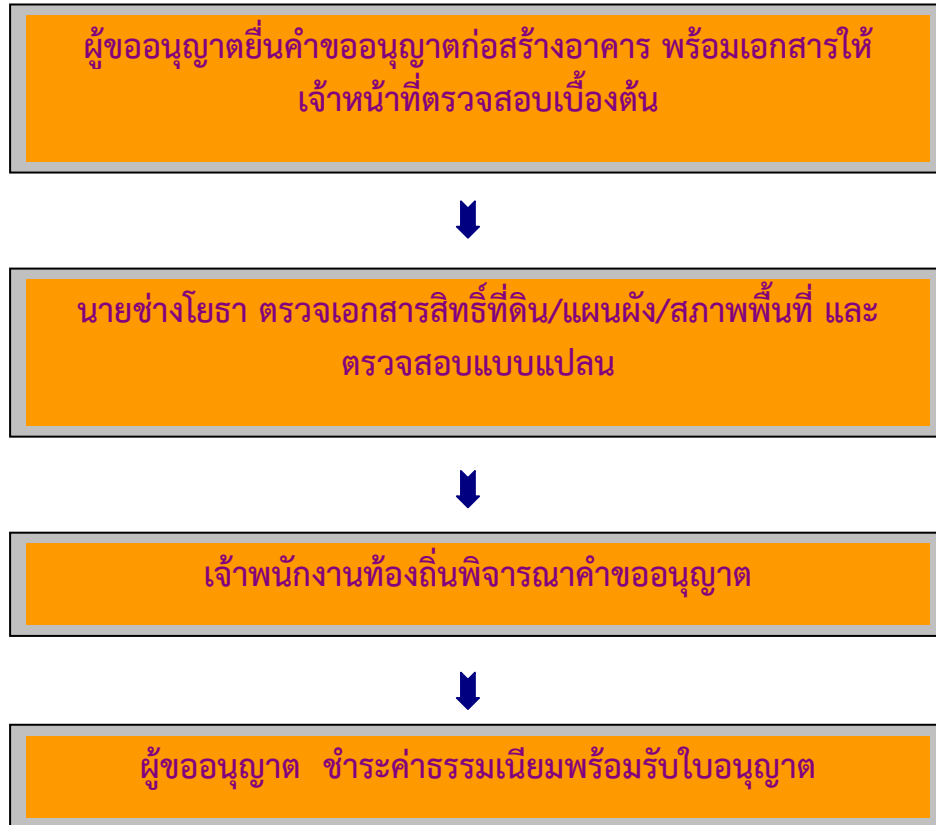 ผู้ขออนุญาตยื่นคำขออนุญาตก่อสร้างอาคาร พร้อมเอกสารให้
เจ้าหน้าที่ตรวจสอบเบื้องต้น
นายช่างโยธา ตรวจเอกสารสิทธิ์ที่ดิน/แผนผัง/สภาพพื้นที่ และ
ตรวจสอบแบบแปลน
เจ้าพนักงานท้องถิ่นพิจารณาคำขออนุญาต
ผู้ขออนุญาต ชำระค่าธรรมเนียมพร้อมรับใบอนุญาต